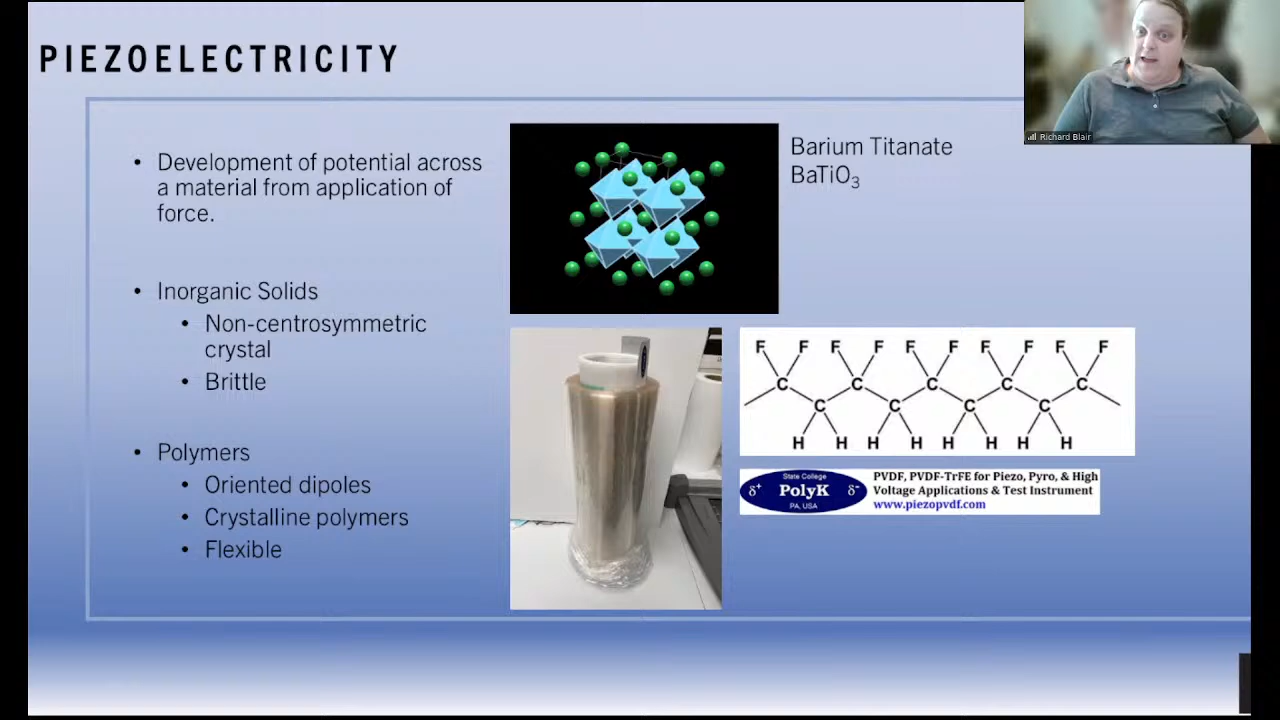 PIEZOELECTRICITY
• Development of potential across
a material from application of
force.
• Inorganic Solids
• Non-centrosymmetric
crystal
• Brittle
• Polymers
• Oriented dipoles
• Crystalline polymers
• Flexible
Barium Titanate
BaTiO₃
F F F F F F F F F F
C C C C C
C C C C
H H H H H H H H
State College
δ⁺ PolyK δ⁻
PA, USA
PVDF, PVDF-TrFE for Piezo, Pyro, & High
Voltage Applications & Test Instrument
www.piezopvdf.com
Richard Blair